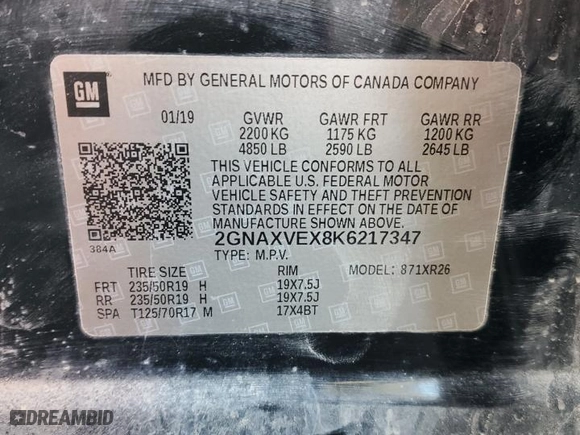 GM
MFD BY GENERAL MOTORS OF CANADA COMPANY
01/19 GVWR GAWR FRT GAWR RR
2200 KG 1175 KG 1200 KG
4850 LB 2590 LB 2645 LB
THIS VEHICLE CONFORMS TO ALL
APPLICABLE U.S. FEDERAL MOTOR
VEHICLE SAFETY AND THEFT PREVENTION
STANDARDS IN EFFECT ON THE DATE OF
MANUFACTURE SHOWN ABOVE.
384A
2GNAXVEX8K6217347
TYPE: M.P.V. MODEL: 871XR26
TIRE SIZE RIM
FRT 235/50R19 H 19X7.5J
RR 235/50R19 H 19X7.5J
SPA T125/70R17 M 17X4BT
DREAMBID